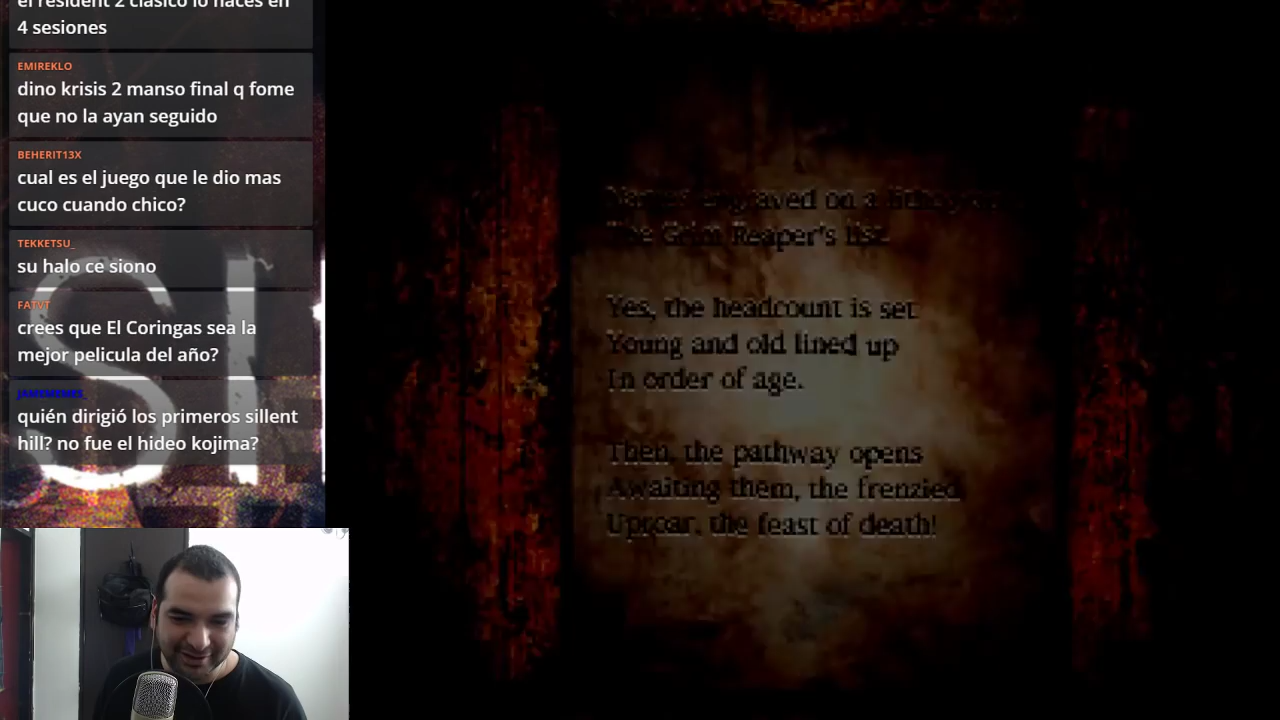 el resident 2 clasico lo haces en
4 sesiones
EMIREKLO
dino krisis 2 manso final q fome
que no la ayan seguido
BEHERIT13X
cual es el juego que le dio mas
cuco cuando chico?
TEKKETSU_
su halo ce siono
FATVT
crees que El Coringas sea la
mejor pelicula del año?
JAMEMEMES_
quién dirigió los primeros sillent
hill? no fue el hideo kojima?
SI
engraved on a
The Grim Reaper's list.
Yes, the headcount is set
Young and old lined up
In order of age.
Then, the pathway opens
Awaiting them, the frenzied
Uproar, the feast of death!